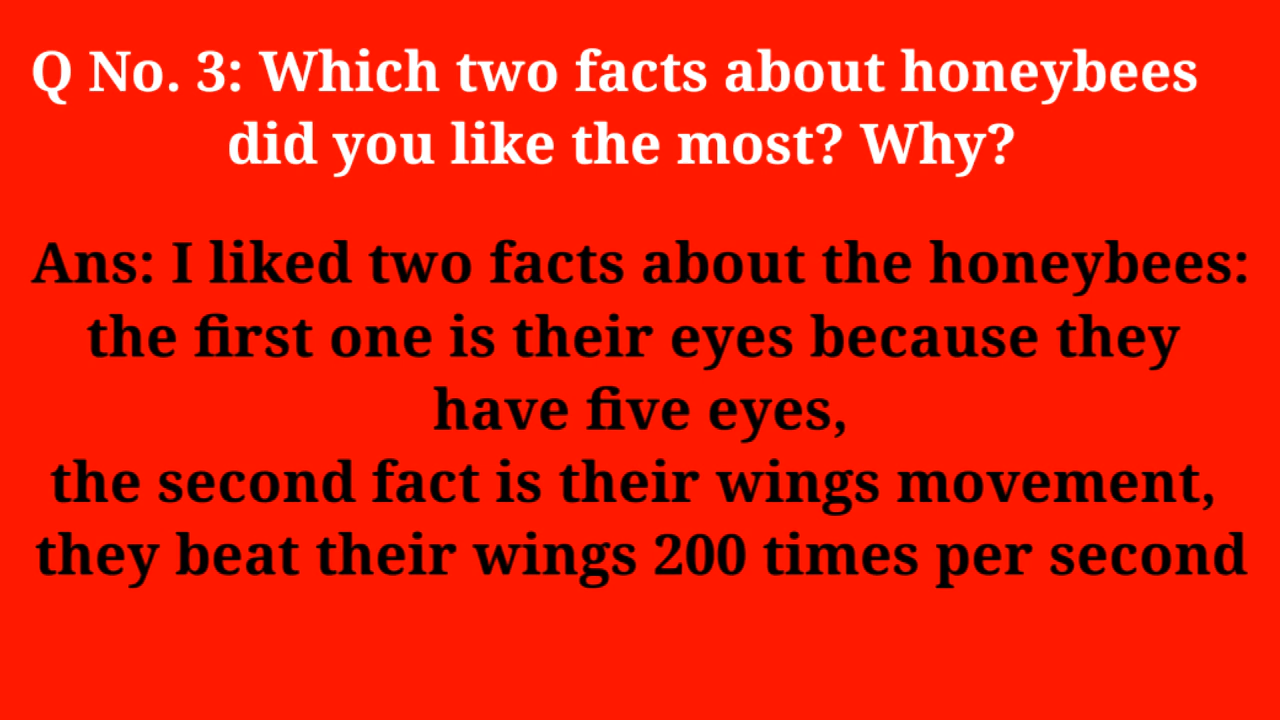 Q No. 3: Which two facts about honeybees
did you like the most? Why?
Ans: I liked two facts about the honeybees:
the first one is their eyes because they
have five eyes,
the second fact is their wings movement,
they beat their wings 200 times per second